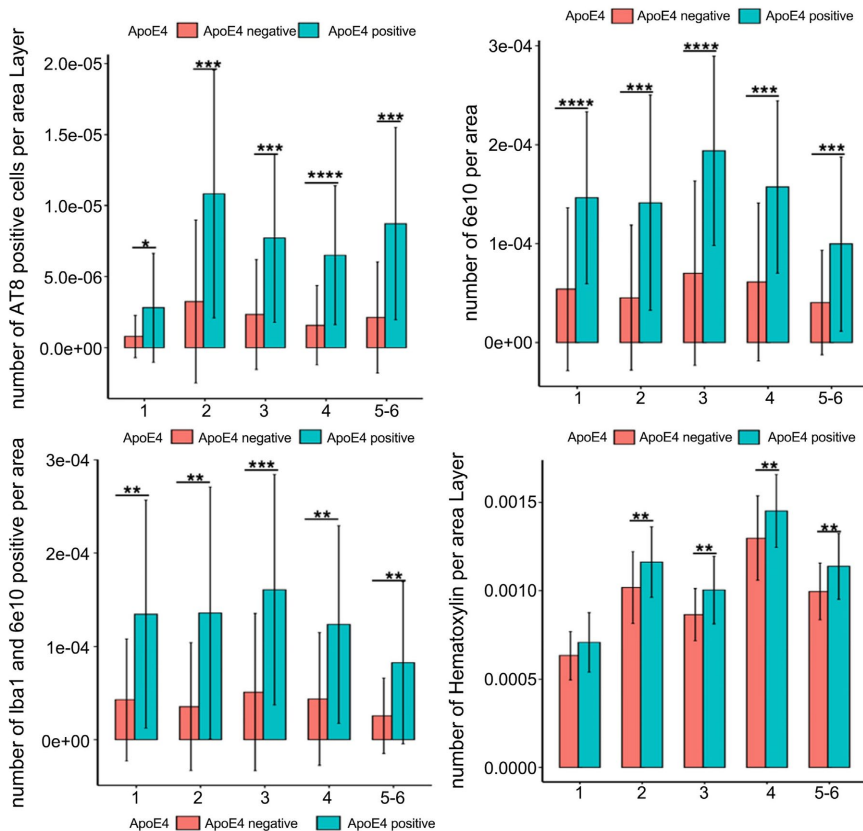 ApoE4 ApoE4 negative ApoE4 positive
number of AT8 positive cells per area Layer
2.0e-05
1.5e-05
1.0e-05
5.0e-06
0.0e+00
*
***
***
****
***
1 2 3 4 5-6
ApoE4 ApoE4 negative ApoE4 positive
number of 6e10 per area
3e-04
2e-04
1e-04
0e+00
****
***
****
***
***
1 2 3 4 5-6
ApoE4 ApoE4 negative ApoE4 positive
number of Iba1 and 6e10 positive per area
3e-04
2e-04
1e-04
0e+00
**
**
***
**
**
1 2 3 4 5-6
ApoE4 ApoE4 negative ApoE4 positive
ApoE4 ApoE4 negative ApoE4 positive
number of Hematoxylin per area Layer
0.0015
0.0010
0.0005
0.0000
**
**
**
**
1 2 3 4 5-6